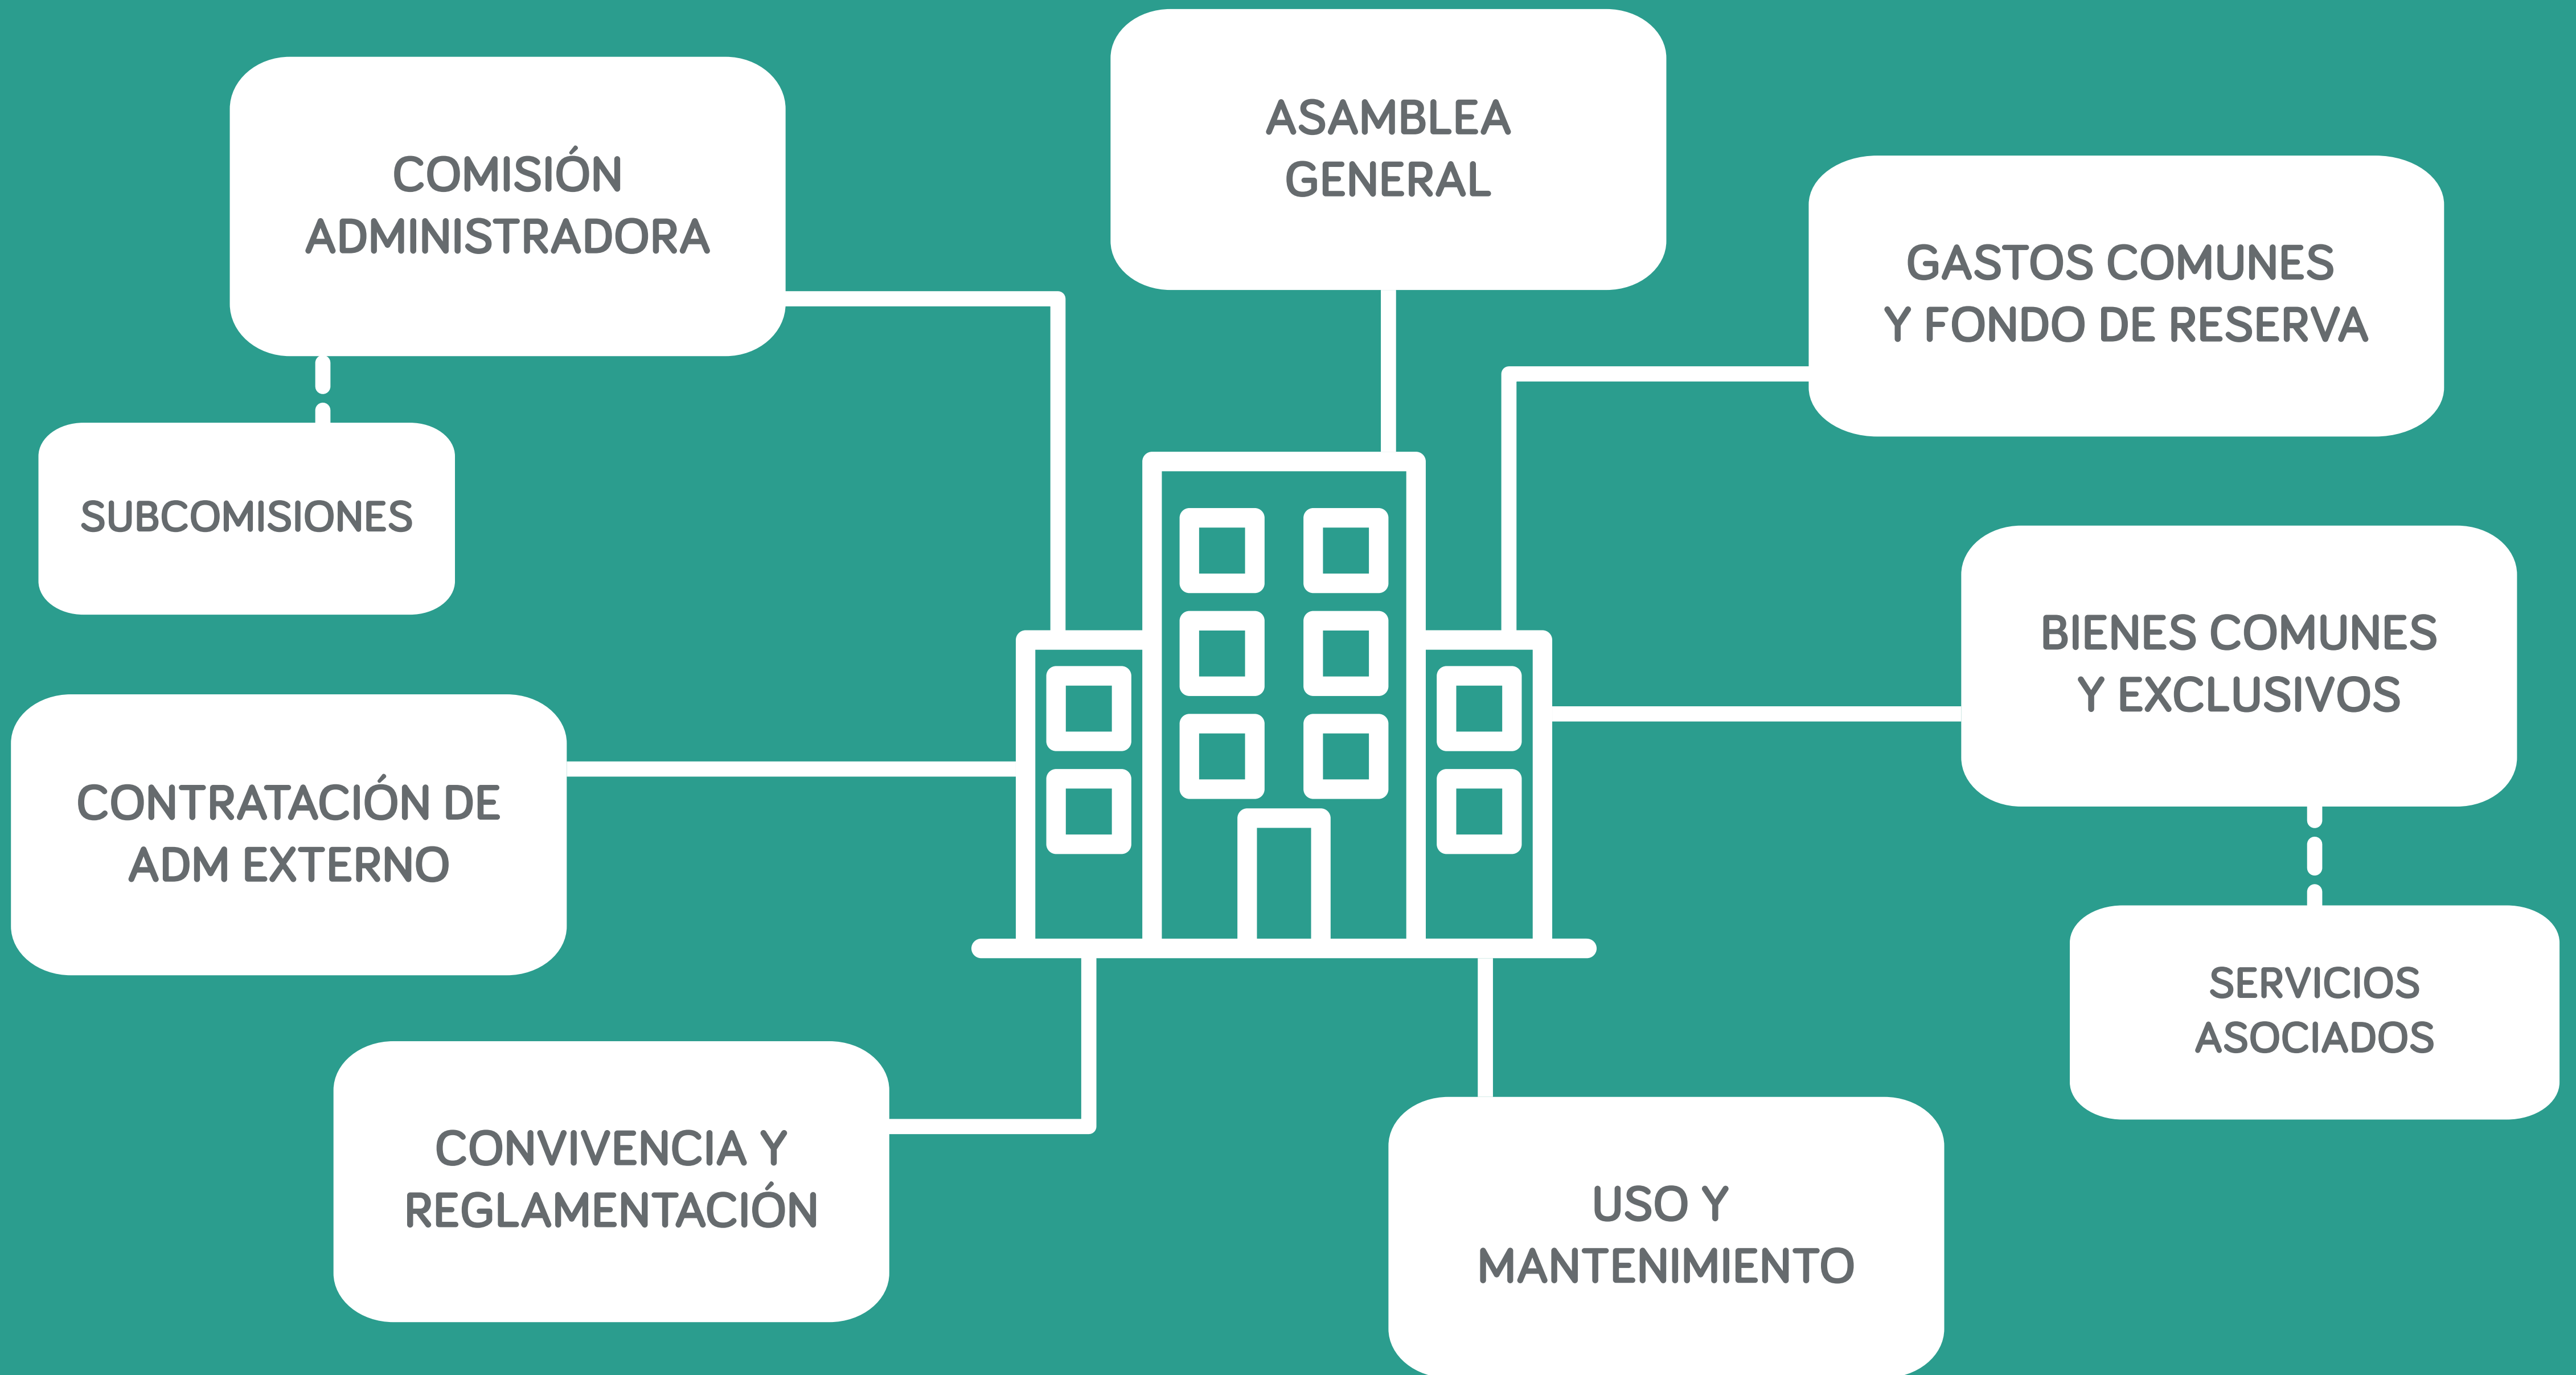 ASAMBLEA
GENERAL
COMISIÓN
ADMINISTRADORA
GASTOS COMUNES
Y FONDO DE RESERVA
SUBCOMISIONES
BIENES COMUNES
Y EXCLUSIVOS
CONTRATACIÓN DE
ADM EXTERNO
SERVICIOS
ASOCIADOS
CONVIVENCIA Y
REGLAMENTACIÓN
USO Y
MANTENIMIENTO